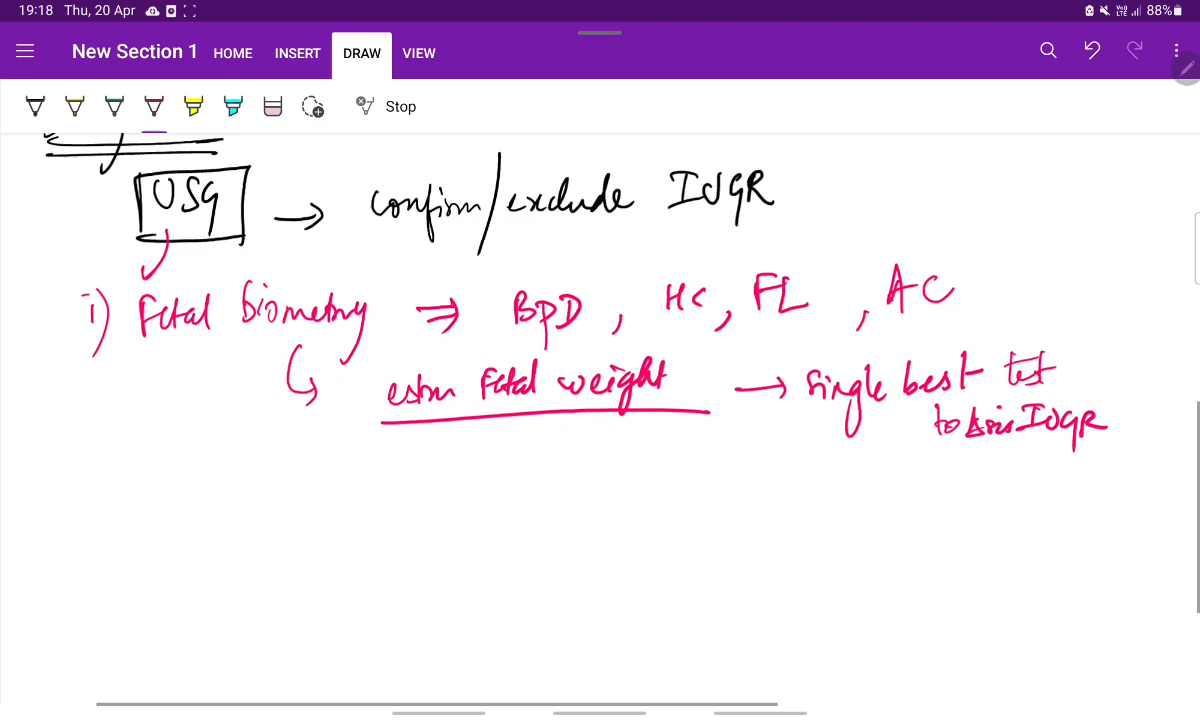 19:18 Thu, 20 Apr 88%
New Section 1 HOME INSERT DRAW VIEW
Stop
USG → confirm/exclude IUGR
i) Fetal biometry ⇒ BPD, HC, FL, AC
estm fetal weight → single best test
to IUGR